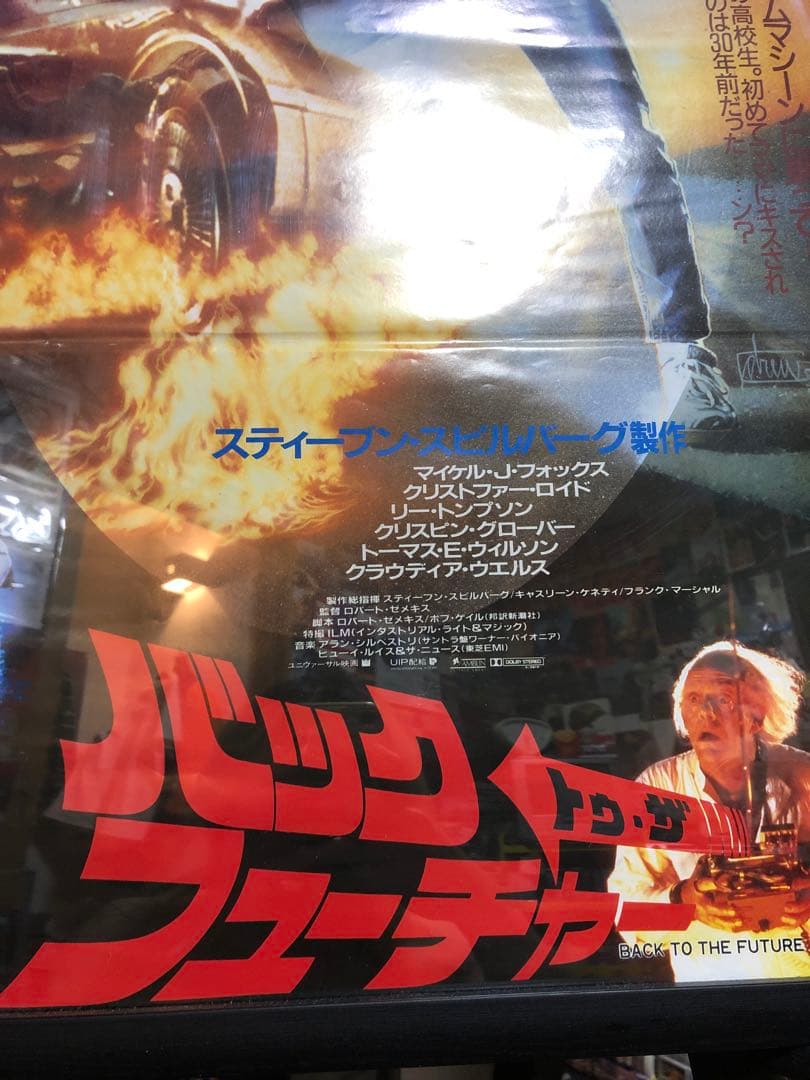 ムマシーン
高校生。初めてココにキスされ
のは30年前だった……ン?
drew
スティーブン・スピルバーグ製作
マイケル・J・フォックス
クリストファー・ロイド
リー・トンプソン
クリスピン・グローバー
トーマス・E・ウィルソン
クラウディア・ウエルス
製作総指揮 スティーブン・スピルバーグ/キャスリーン・ケネディ/フランク・マーシャル
監督 ロバート・ゼメキス
脚本 ロバート・ゼメキス/ボブ・ゲイル(邦訳新潮社)
特撮 ILM(インダストリアル・ライト&マジック)
音楽 アラン・シルベストリ(サントラ盤ワーナー・パイオニア)
ヒューイ・ルイス&ザ・ニュース(東芝EMI)
ユニヴァーサル映画 UIP配給 AMBLIN DOLBY STEREO
バック
トゥ・ザ
フューチャー
BACK TO THE FUTURE